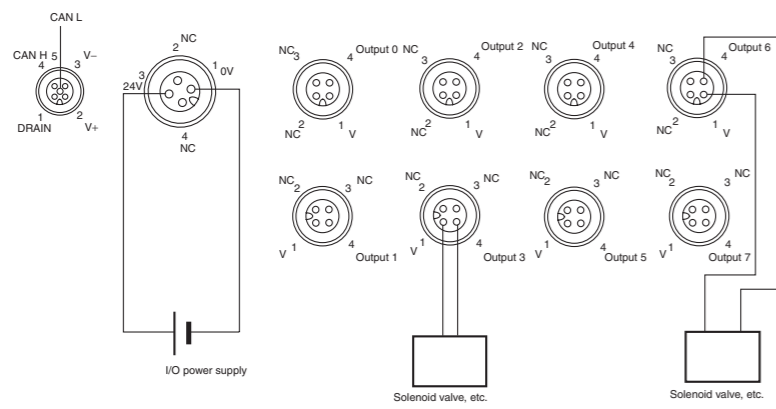 CAN L
CAN H 5 V–
4 3
1 2
DRAIN V+
NC
2
3 1 0V
24V
4
NC
NC 3 4 Output 0
NC 2 1 V
NC 3 4 Output 2
NC 2 1 V
NC 3 4 Output 4
NC 2 1 V
NC 3 4 Output 6
NC 2 1 V
NC 2 3 NC
V 1 4 Output 1
NC 2 3 NC
V 1 4 Output 3
NC 2 3 NC
V 1 4 Output 5
NC 2 3 NC
V 1 4 Output 7
I/O power supply
Solenoid valve, etc.
Solenoid valve, etc.